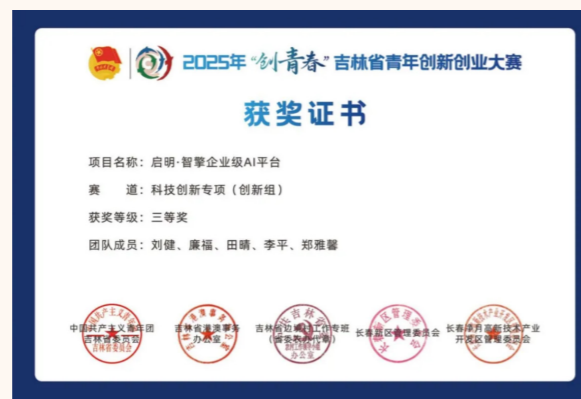 2025年“创青春”吉林省青年创新创业大赛
获奖证书
项目名称：启明·智擎企业级AI平台
赛 道：科技创新专项（创新组）
获奖等级：三等奖
团队成员：刘健、廉福、田晴、李平、郑雅馨
中国共产主义青年团
吉林省委员会
吉林省港澳事务
办公室
吉林省边境村工作专班
办公室
长春新区管理委员会
长春净月高新技术产业
开发区管理委员会